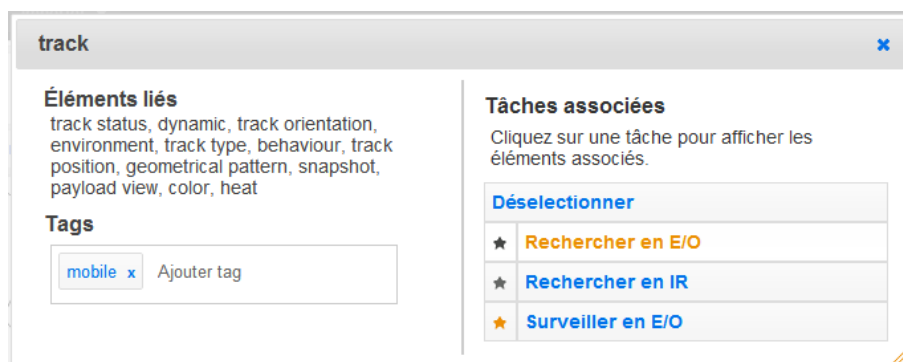 track
x
Éléments liés
track status, dynamic, track orientation,
environment, track type, behaviour, track
position, geometrical pattern, snapshot,
payload view, color, heat
Tags
mobile x Ajouter tag
Tâches associées
Cliquez sur une tâche pour afficher les
éléments associés.
Déselectionner
Rechercher en E/O
Rechercher en IR
Surveiller en E/O